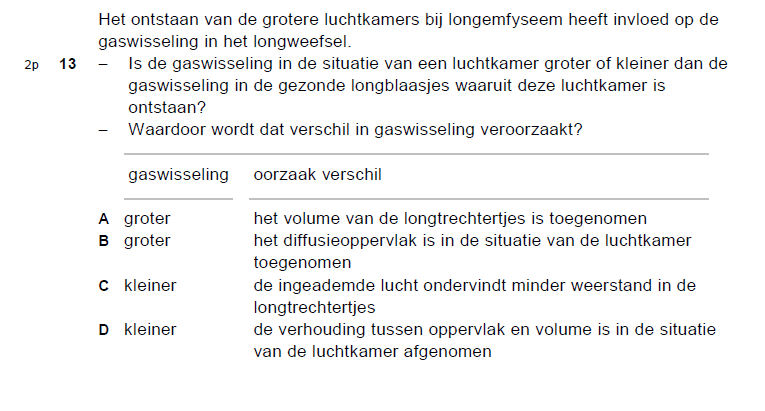 Het ontstaan van de grotere luchtkamers bij longemfyseem heeft invloed op de
gaswisseling in het longweefsel.
2p 13 – Is de gaswisseling in de situatie van een luchtkamer groter of kleiner dan de
gaswisseling in de gezonde longblaasjes waaruit deze luchtkamer is
ontstaan?
– Waardoor wordt dat verschil in gaswisseling veroorzaakt?
gaswisseling oorzaak verschil
A groter het volume van de longtrechtertjes is toegenomen
B groter het diffusieoppervlak is in de situatie van de luchtkamer
toegenomen
C kleiner de ingeademde lucht ondervindt minder weerstand in de
longtrechtertjes
D kleiner de verhouding tussen oppervlak en volume is in de situatie
van de luchtkamer afgenomen